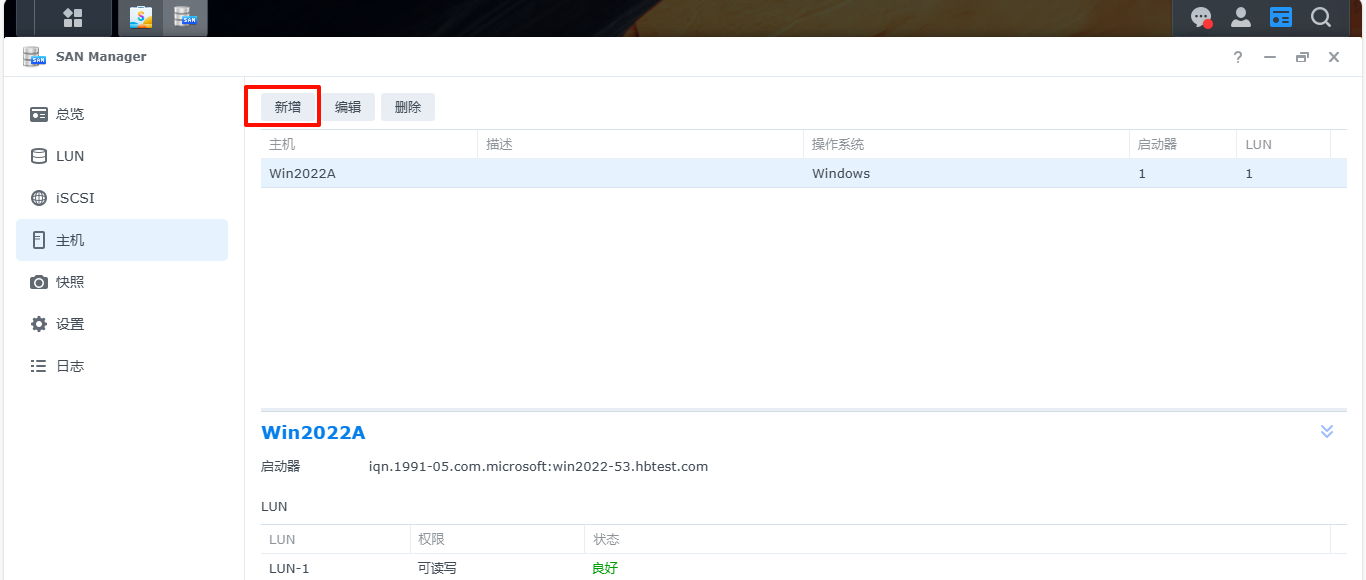 SAN
SAN Manager
?
总览
LUN
iSCSI
主机
快照
设置
日志
新增 编辑 删除
主机 描述 操作系统 启动器 LUN
Win2022A Windows 1 1
Win2022A
启动器 iqn.1991-05.com.microsoft:win2022-53.hbtest.com
LUN
LUN 权限 状态
LUN-1 可读写 良好